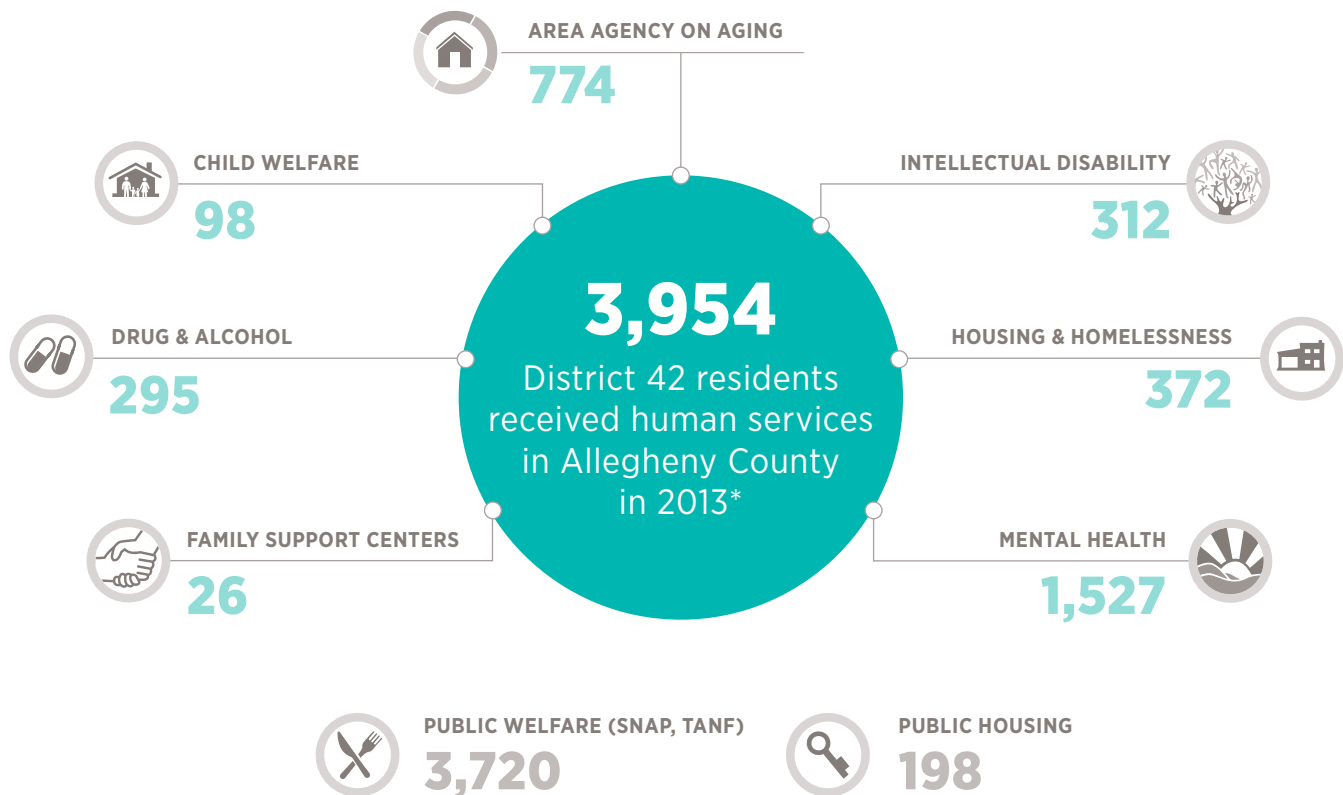 AREA AGENCY ON AGING
774
CHILD WELFARE
98
INTELLECTUAL DISABILITY
312
DRUG & ALCOHOL
295
HOUSING & HOMELESSNESS
372
3,954
District 42 residents
received human services
in Allegheny County
in 2013*
FAMILY SUPPORT CENTERS
26
MENTAL HEALTH
1,527
PUBLIC WELFARE (SNAP, TANF)
3,720
PUBLIC HOUSING
198